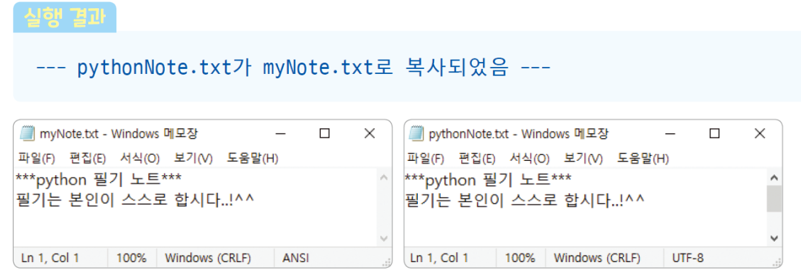 실행 결과
--- pythonNote.txt가 myNote.txt로 복사되었음 ---
myNote.txt - Windows 메모장
파일(F) 편집(E) 서식(O) 보기(V) 도움말(H)
***python 필기 노트***
필기는 본인이 스스로 합시다..!^^
Ln 1, Col 1 100% Windows (CRLF) ANSI
pythonNote.txt - Windows 메모장
파일(F) 편집(E) 서식(O) 보기(V) 도움말(H)
***python 필기 노트***
필기는 본인이 스스로 합시다..!^^
Ln 1, Col 1 100% Windows (CRLF) UTF-8